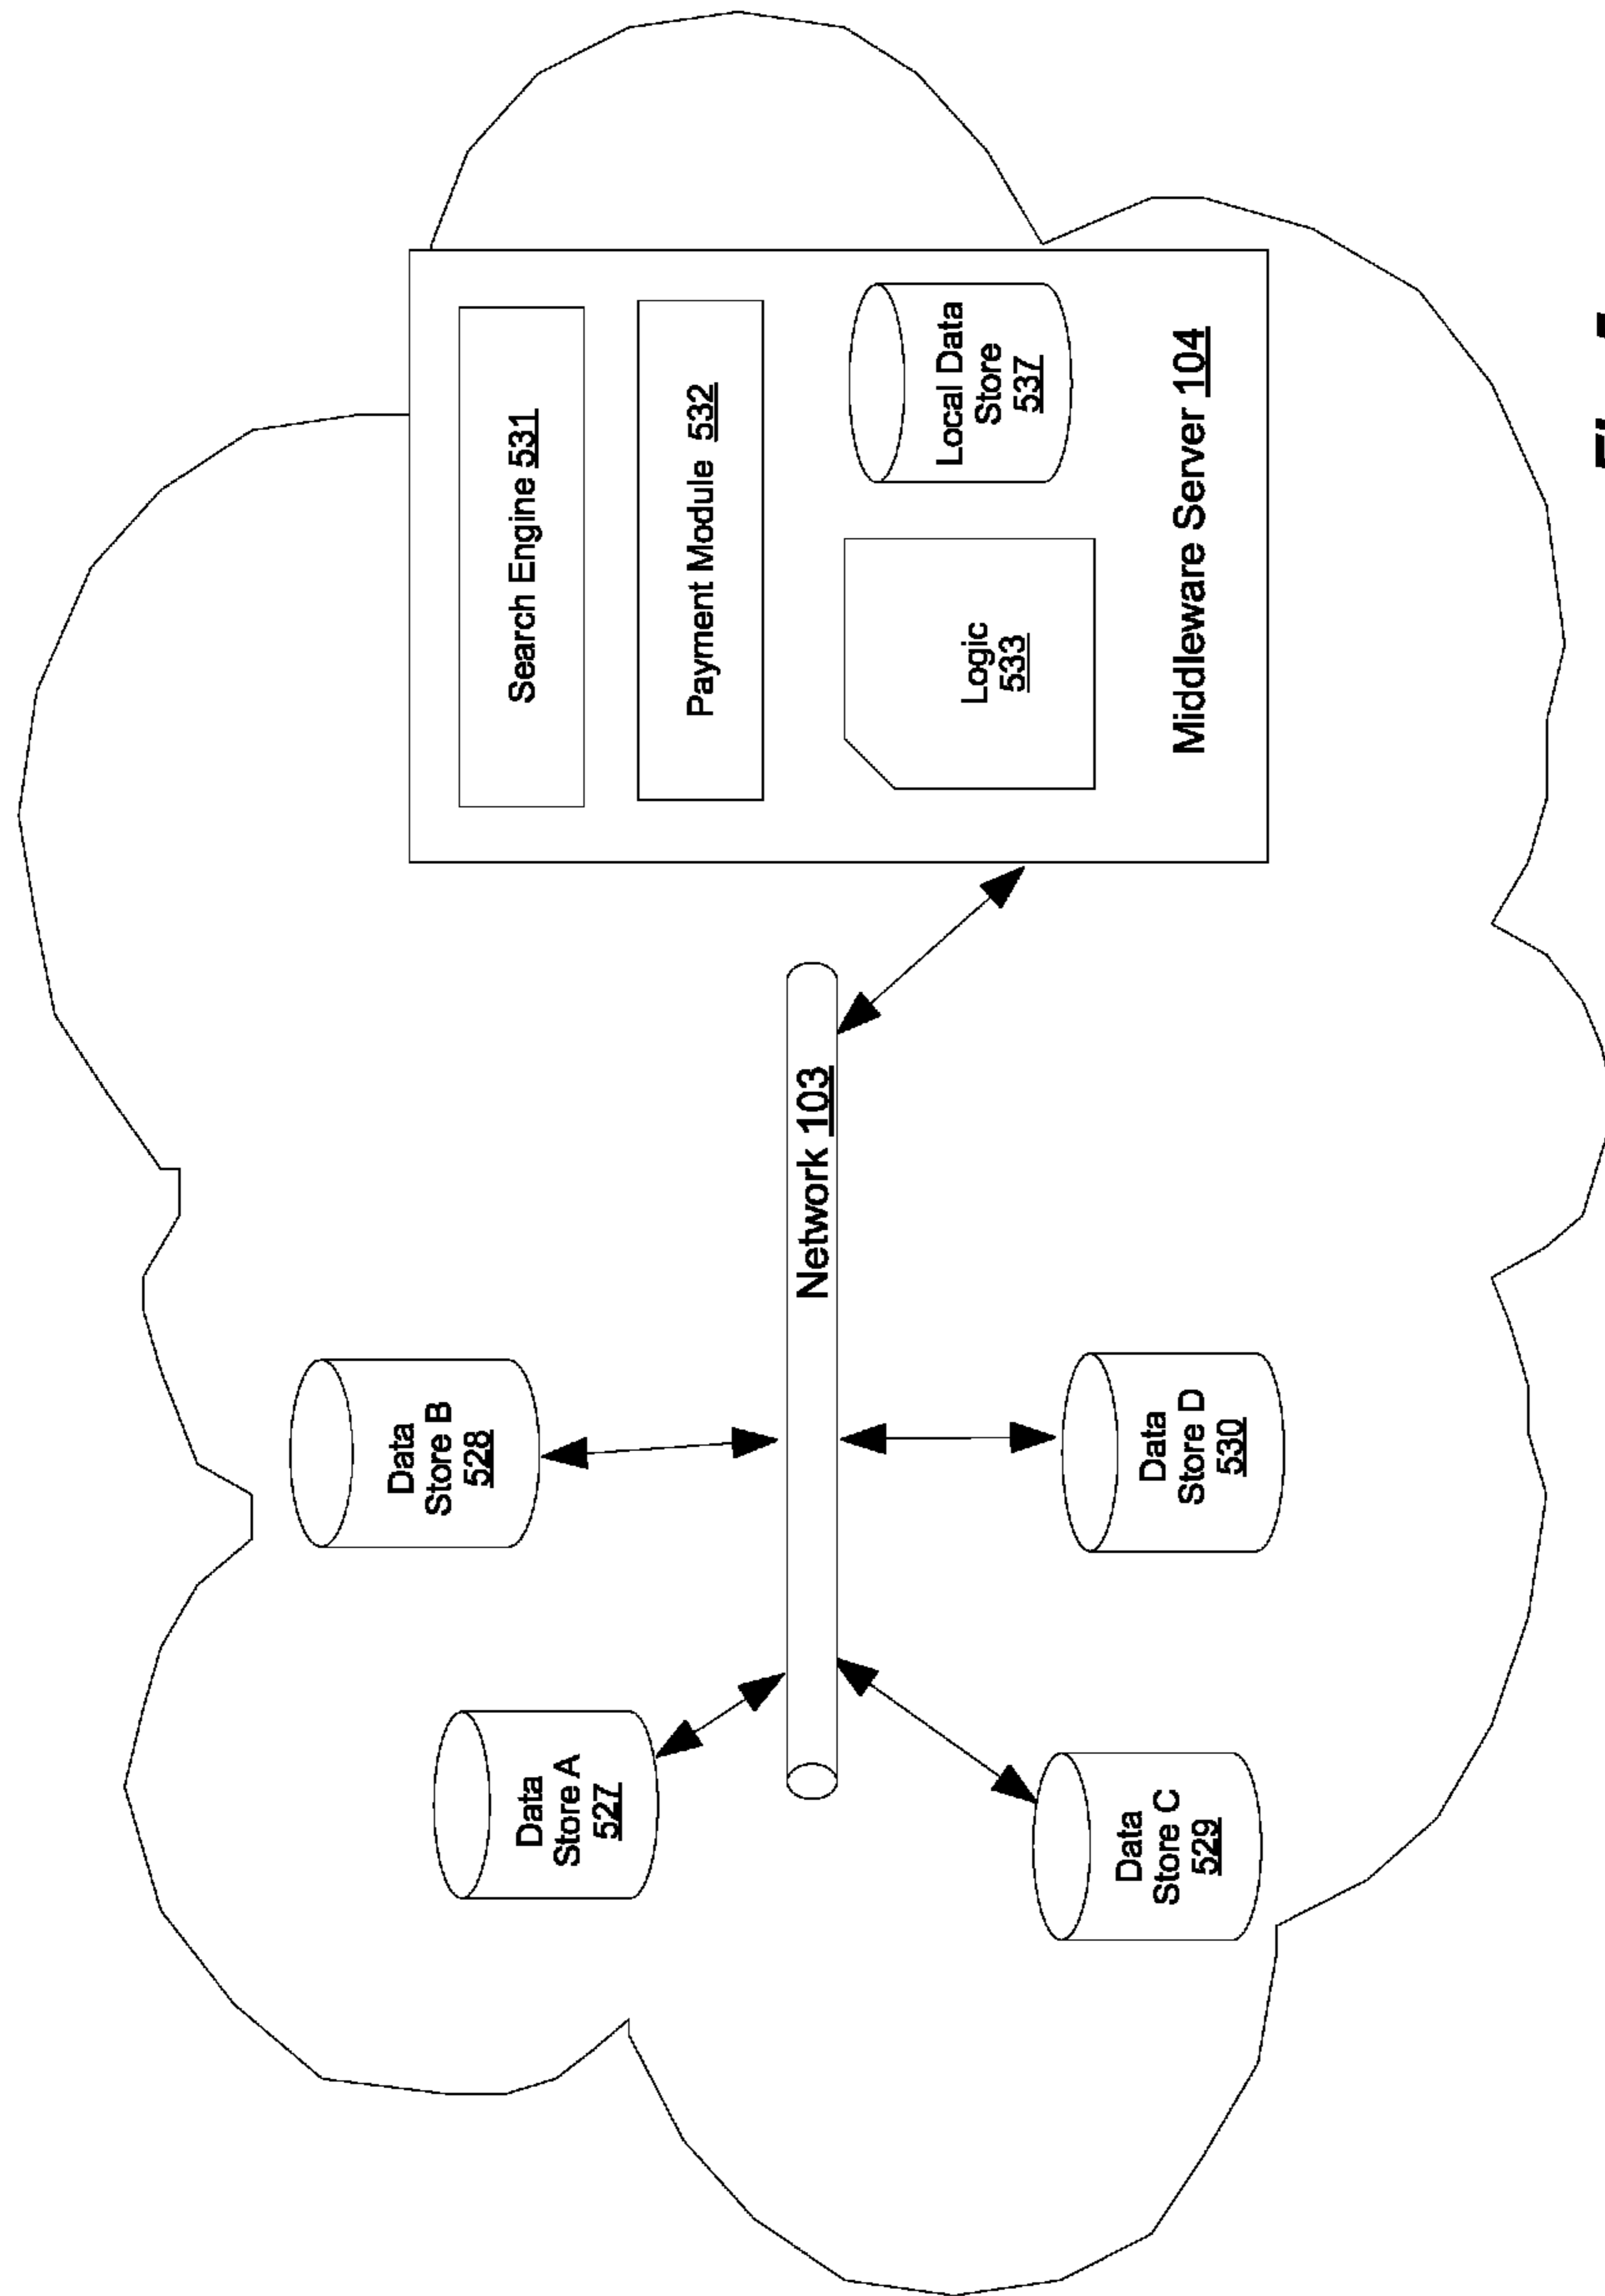 Data
Store B
528
Data
Store A
527
Network 103
Data
Store D
530
Data
Store C
529
Search Engine 531
Payment Module 532
Logic
533
Local Data
Store
537
Middleware Server 104